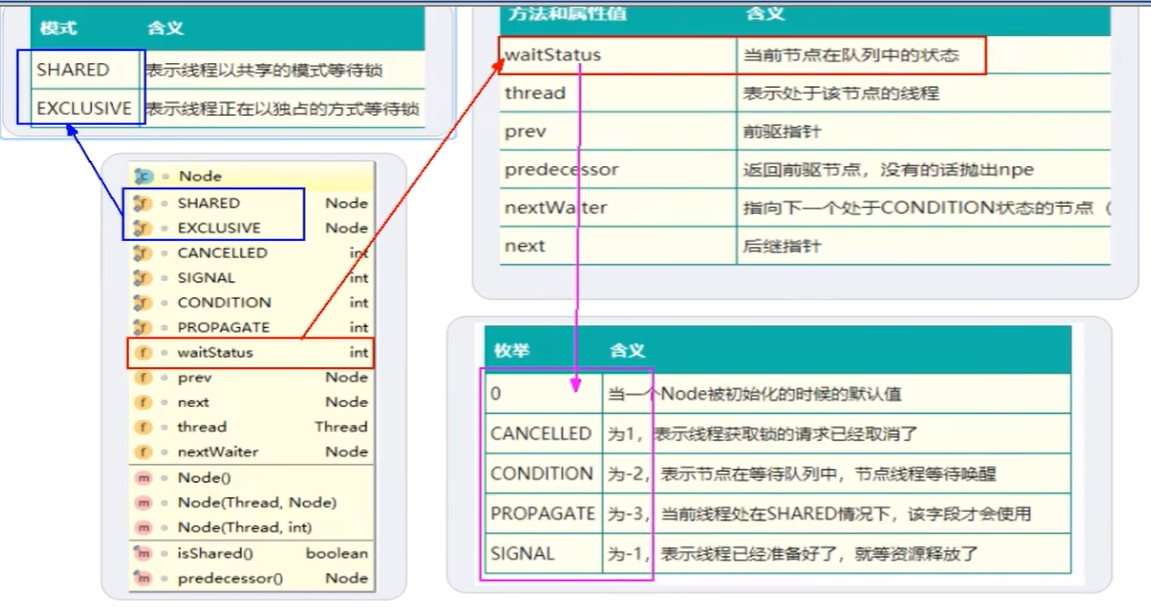 模式 含义
SHARED 表示线程以共享的模式等待锁
EXCLUSIVE 表示线程正在以独占的方式等待锁
方法和属性值 含义
waitStatus 当前节点在队列中的状态
thread 表示处于该节点的线程
prev 前驱指针
predecessor 返回前驱节点，没有的话抛出npe
nextWaiter 指向下一个处于CONDITION状态的节点（
next 后继指针
Node
SHARED Node
EXCLUSIVE Node
CANCELLED int
SIGNAL int
CONDITION int
PROPAGATE int
waitStatus int
prev Node
next Node
thread Thread
nextWaiter Node
Node()
Node(Thread, Node)
Node(Thread, int)
isShared() boolean
predecessor() Node
枚举 含义
0 当一个Node被初始化的时候的默认值
CANCELLED 为1，表示线程获取锁的请求已经取消了
CONDITION 为-2，表示节点在等待队列中，节点线程等待唤醒
PROPAGATE 为-3，当前线程处在SHARED情况下，该字段才会使用
SIGNAL 为-1，表示线程已经准备好了，就等资源释放了